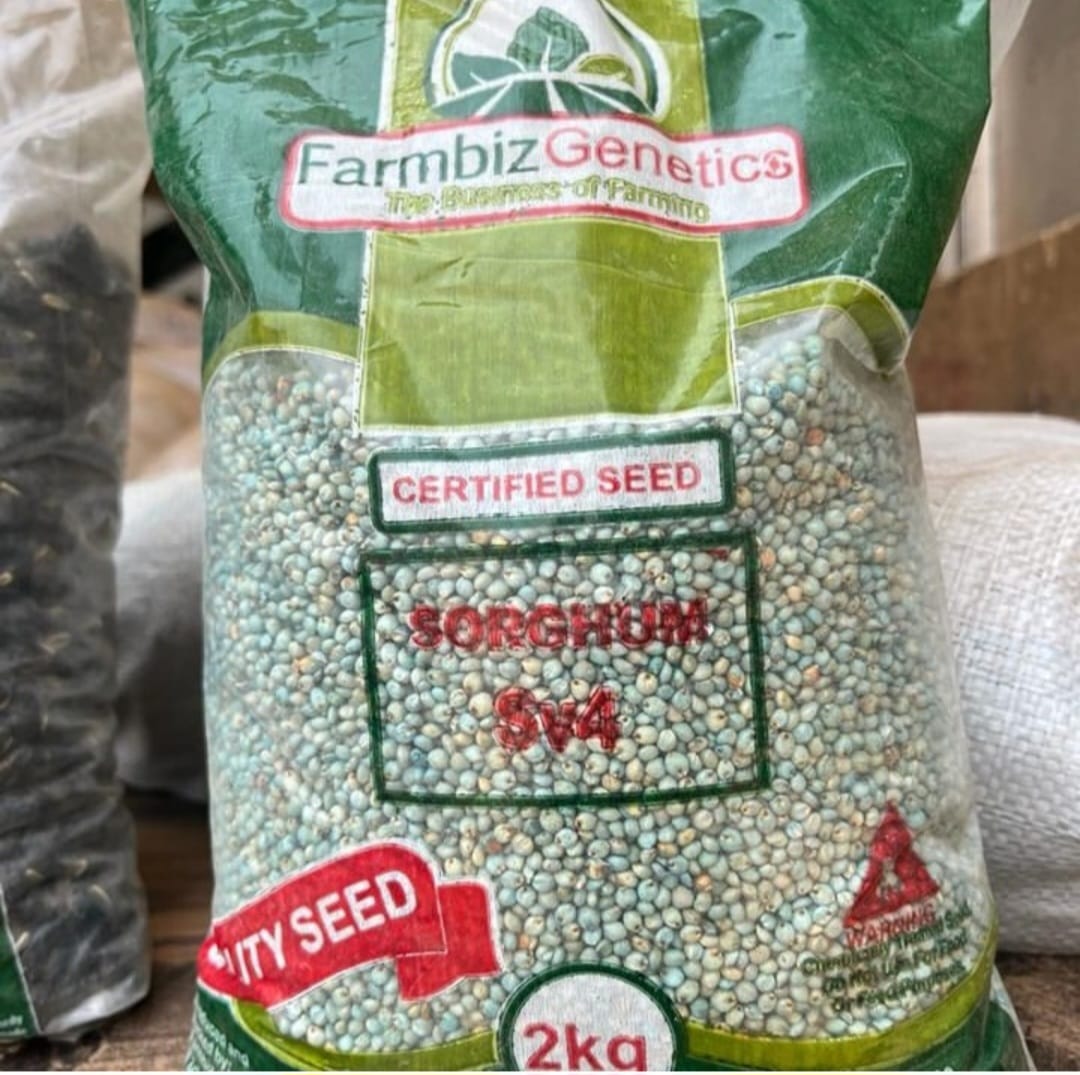 FarmbizGenetics
The Business of Farming
CERTIFIED SEED
SORGHUM
Sv4
ITY SEED
WARNING
Chemically Treated Seed
Do Not Use For Food
Or Feed Purposes
2kg